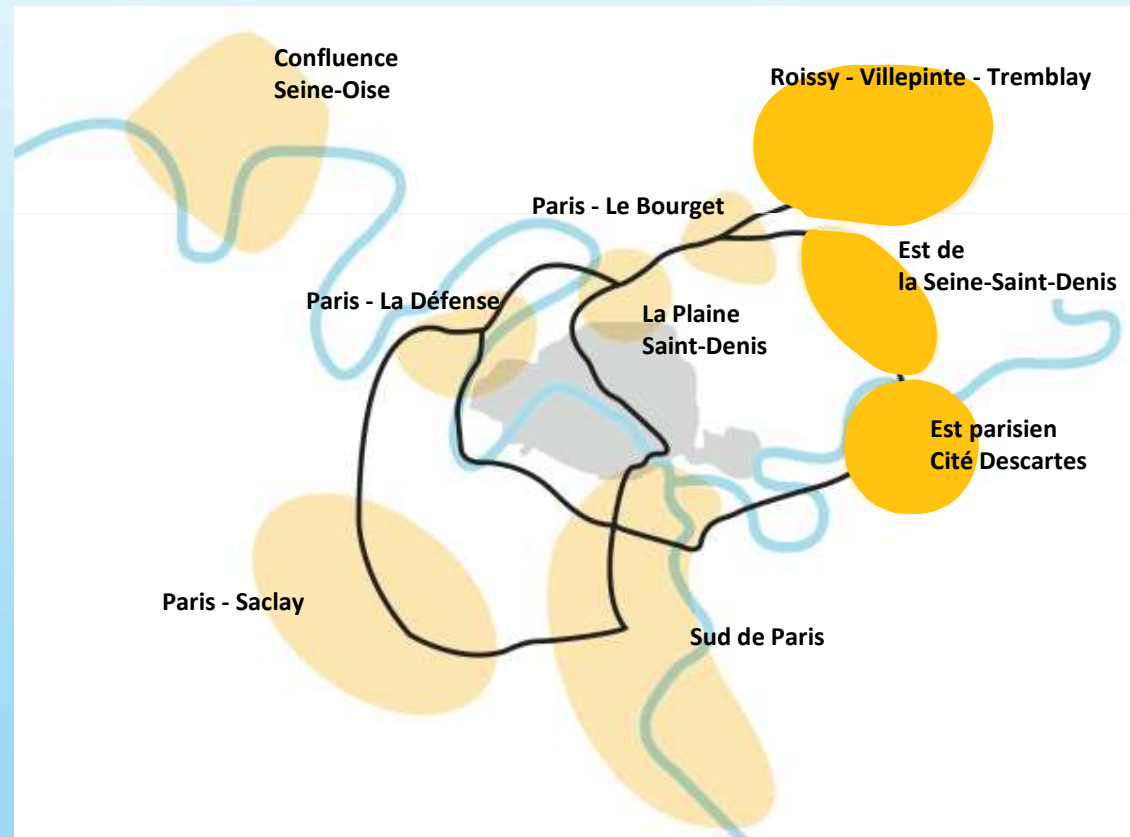 Confluence
Seine-Oise
Roissy - Villepinte - Tremblay
Paris - Le Bourget
Est de
la Seine-Saint-Denis
Paris - La Défense
La Plaine
Saint-Denis
Est parisien
Cité Descartes
Paris - Saclay
Sud de Paris